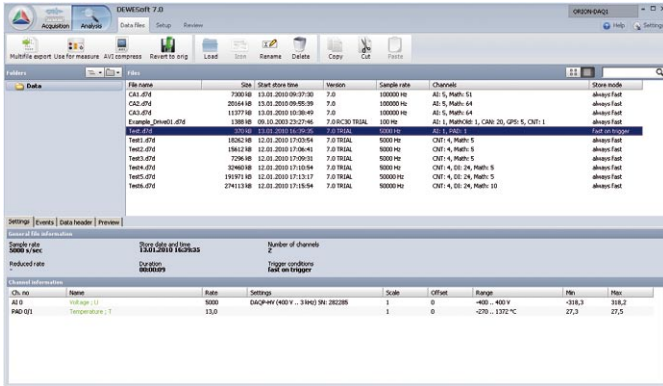 DEWESoft 7.0
ORION-DAQ1
Acquisition Analysis Data files Setup Review Help Settings
Multifile export Use for measure AVI compress Revert to orig Load Rename Delete Copy Cut Paste
Folders Files
Data
File name Size Start store time Version Sample rate Channels Store mode
CA1.d7d 7300 kB 13.01.2010 09:37:30 7.0 100000 Hz AI: 5, Math: 51 always fast
CA2.d7d 20164 kB 13.01.2010 09:55:39 7.0 100000 Hz AI: 5, Math: 64 always fast
CA3.d7d 11377 kB 13.01.2010 10:38:49 7.0 100000 Hz AI: 5, Math: 64 always fast
Example_Drive01.d7d 1388 kB 09.10.2003 23:27:46 7.0 RC30 TRIAL 100 Hz AI: 1, MathOld: 1, CAN: 20, GPS: 5, CNT: 1 always fast
Test.d7d 370 kB 13.01.2010 16:39:35 7.0 TRIAL 5000 Hz AI: 1, PAD: 1 fast on trigger
Test1.d7d 18262 kB 12.01.2010 17:03:54 7.0 TRIAL 5000 Hz CNT: 4, Math: 5 always fast
Test2.d7d 15612 kB 12.01.2010 17:06:41 7.0 TRIAL 5000 Hz CNT: 4, Math: 5 always fast
Test3.d7d 7296 kB 12.01.2010 17:09:31 7.0 TRIAL 5000 Hz CNT: 4, Math: 5 always fast
Test4.d7d 32460 kB 12.01.2010 17:10:54 7.0 TRIAL 5000 Hz CNT: 4, DI: 24, Math: 5 always fast
Test5.d7d 191971 kB 12.01.2010 17:13:17 7.0 TRIAL 5000 Hz CNT: 4, DI: 24, Math: 5 always fast
Test6.d7d 274113 kB 12.01.2010 17:15:54 7.0 TRIAL 5000 Hz CNT: 4, DI: 24, Math: 10 always fast
Settings Events Data header Preview
General file information
Sample rate Store date and time Number of channels
5000 s/sec 13.01.2010 16:39:35 2
Reduced rate Duration Trigger conditions
- 00:00:09 fast on trigger
Channel information
Ch. no Name Rate Settings Scale Offset Range Min Max
AI 0 Voltage ; U 5000 DAQP-HV (400 V .. 3 kHz) SN: 282285 1 0 -400 .. 400 V -318,3 318,2
PAD 0/1 Temperature ; T 13,0 1 0 -270 .. 1372 °C 27,3 27,5